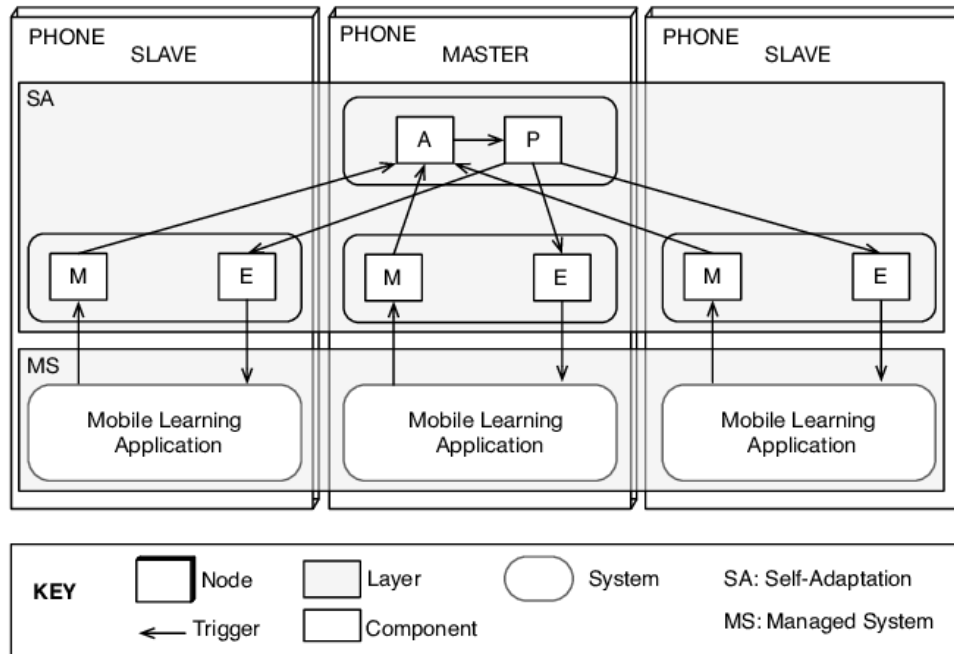 PHONE
SLAVE
PHONE
MASTER
PHONE
SLAVE
SA
A
P
M
E
M
E
M
E
MS
Mobile Learning
Application
Mobile Learning
Application
Mobile Learning
Application
KEY
Node
Layer
System
SA: Self-Adaptation
Trigger
Component
MS: Managed System